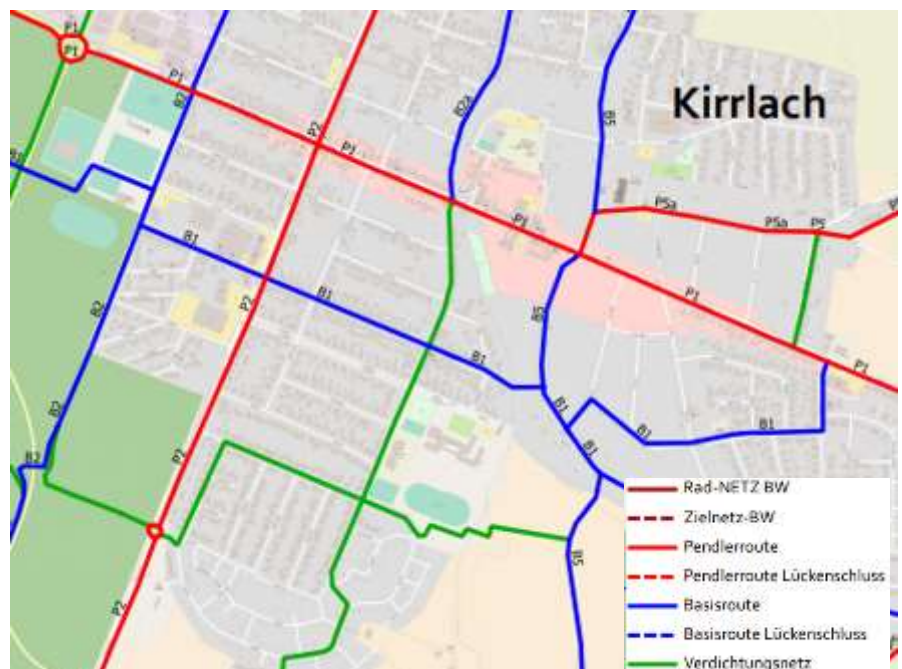 P1
P1
P1
B2
P2
B2a
B5
Kirrlach
P1
B1
P5a
P5a
P5
P1
B1
P2
B1
B2
B5
P1
P1
B1
B2
B1
B1
B1
B1
P2
B2
B5
P2
Rad-NETZ BW
Zielnetz-BW
Pendlerroute
Pendlerroute Lückenschluss
Basisroute
Basisroute Lückenschluss
Verdichtungsnetz